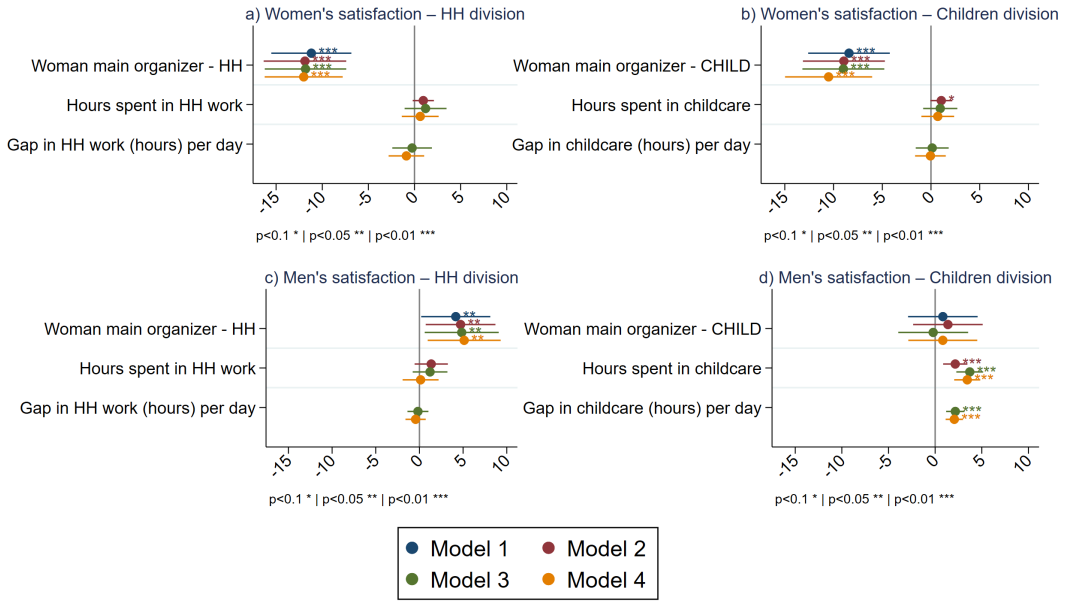 a) Women's satisfaction – HH division
Woman main organizer - HH
***
***
***
***
Hours spent in HH work
Gap in HH work (hours) per day
-15 -10 -5 0 5 10
p<0.1 * | p<0.05 ** | p<0.01 ***
b) Women's satisfaction – Children division
Woman main organizer - CHILD
***
***
***
***
Hours spent in childcare
*
Gap in childcare (hours) per day
-15 -10 -5 0 5 10
p<0.1 * | p<0.05 ** | p<0.01 ***
c) Men's satisfaction – HH division
Woman main organizer - HH
**
**
**
**
Hours spent in HH work
Gap in HH work (hours) per day
-15 -10 -5 0 5 10
p<0.1 * | p<0.05 ** | p<0.01 ***
d) Men's satisfaction – Children division
Woman main organizer - CHILD
Hours spent in childcare
***
***
***
Gap in childcare (hours) per day
***
***
-15 -10 -5 0 5 10
p<0.1 * | p<0.05 ** | p<0.01 ***
Model 1 Model 2
Model 3 Model 4